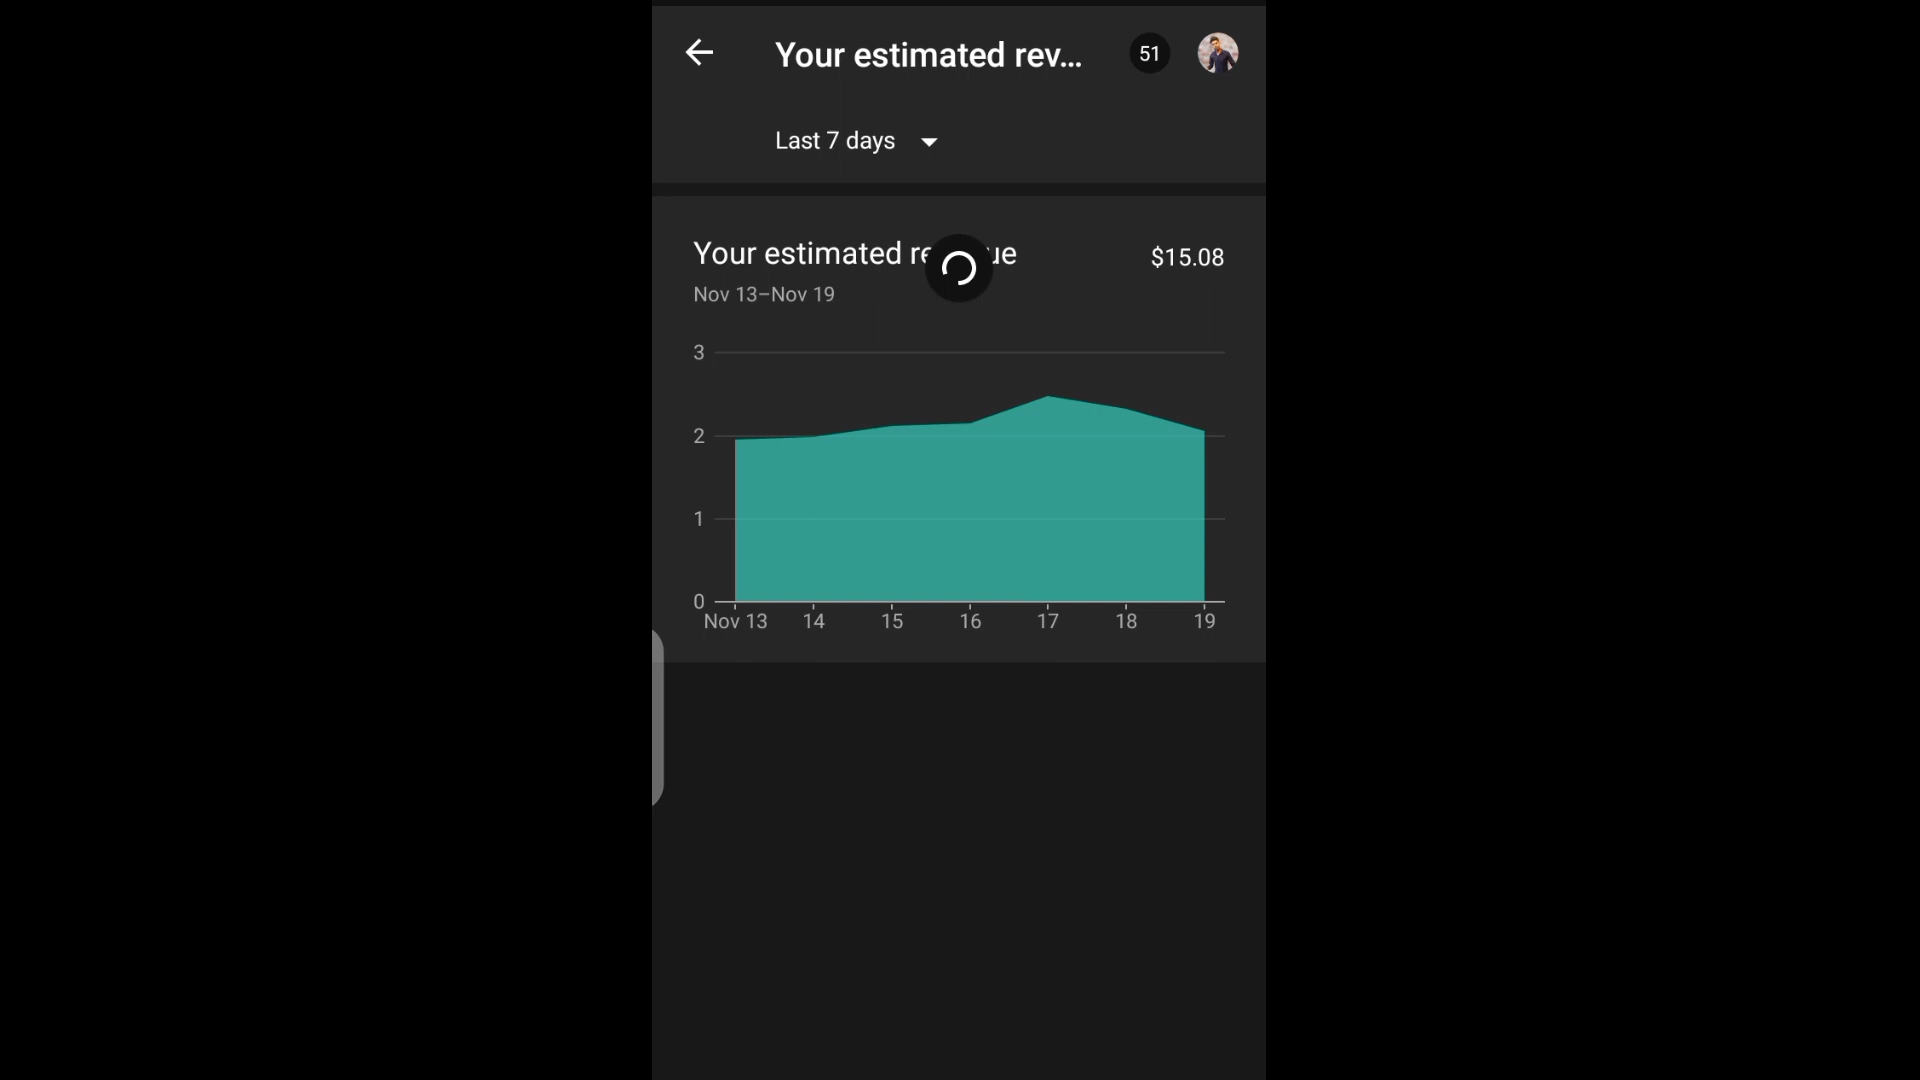 Your estimated rev...
51
Last 7 days
Your estimated re ue
$15.08
Nov 13–Nov 19
3
2
1
0
Nov 13 14 15 16 17 18 19